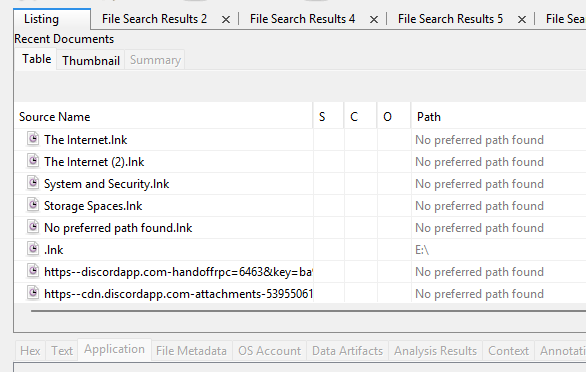 Listing File Search Results 2 File Search Results 4 File Search Results 5 File Sea
Recent Documents
Table Thumbnail Summary
Source Name S C O Path
The Internet.lnk No preferred path found
The Internet (2).lnk No preferred path found
System and Security.lnk No preferred path found
Storage Spaces.lnk No preferred path found
No preferred path found.lnk No preferred path found
.lnk E:\
https--discordapp.com-handoffrpc=6463&key=ba No preferred path found
https--cdn.discordapp.com-attachments-53955061 No preferred path found
Hex Text Application File Metadata OS Account Data Artifacts Analysis Results Context Annotati